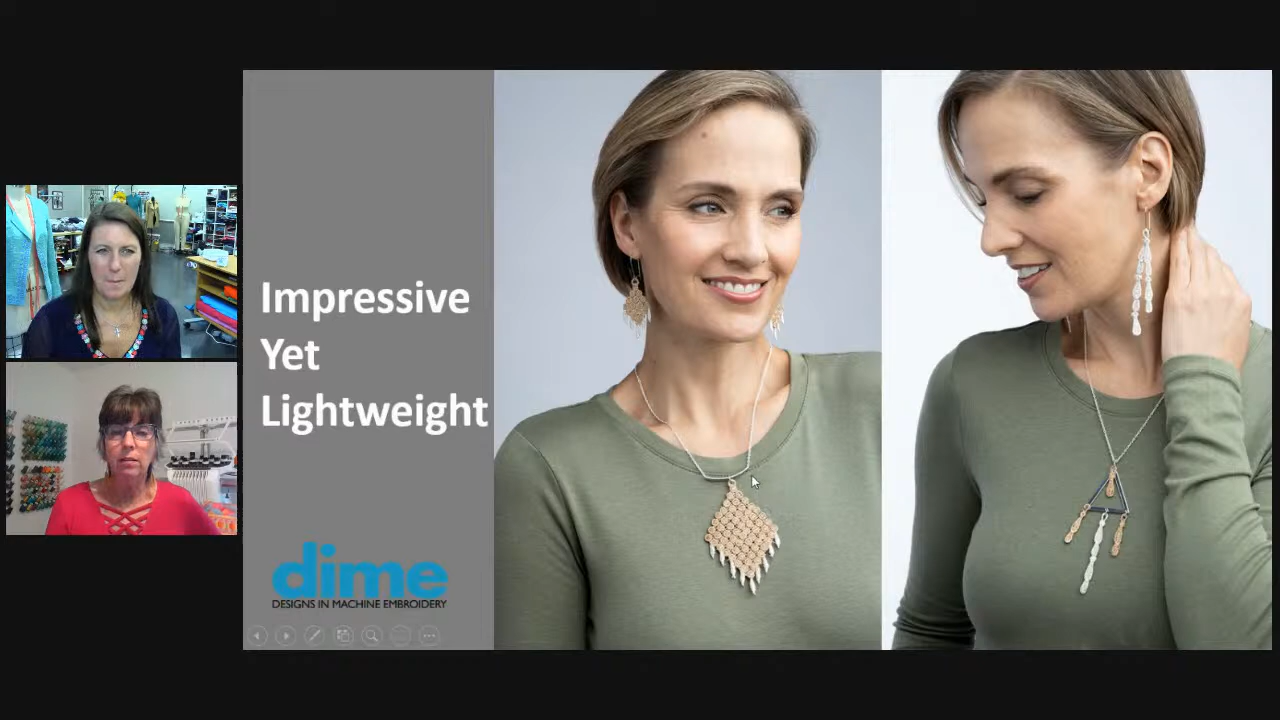 Impressive
Yet
Lightweight
dime
DESIGNS IN MACHINE EMBROIDERY